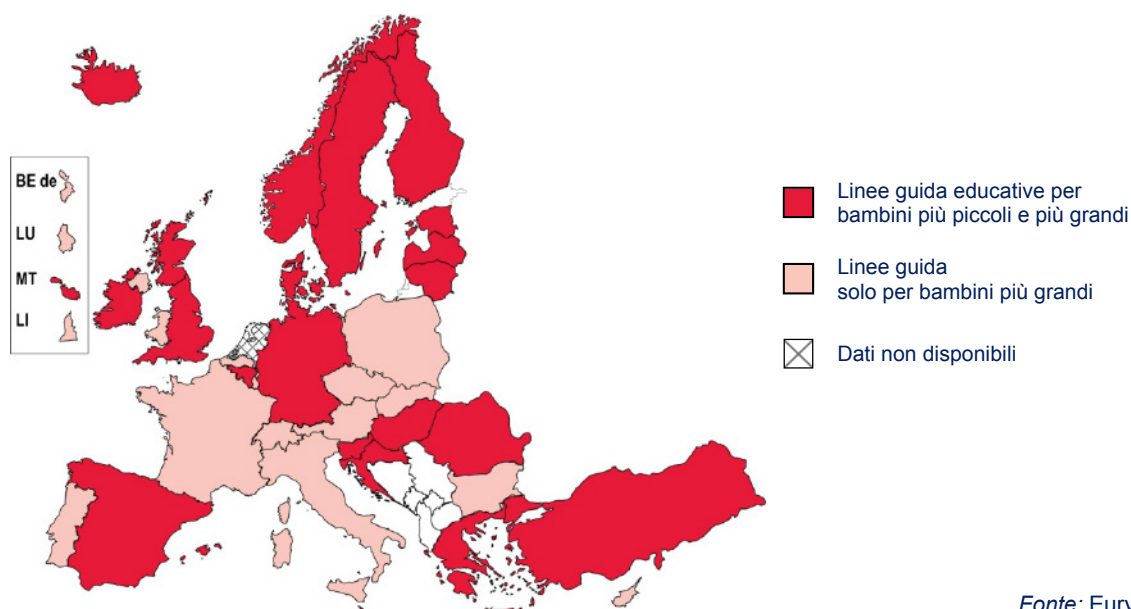 BE de
LU
MT
LI
Linee guida educative per
bambini più piccoli e più grandi
Linee guida
solo per bambini più grandi
Dati non disponibili
Fonte: Eury